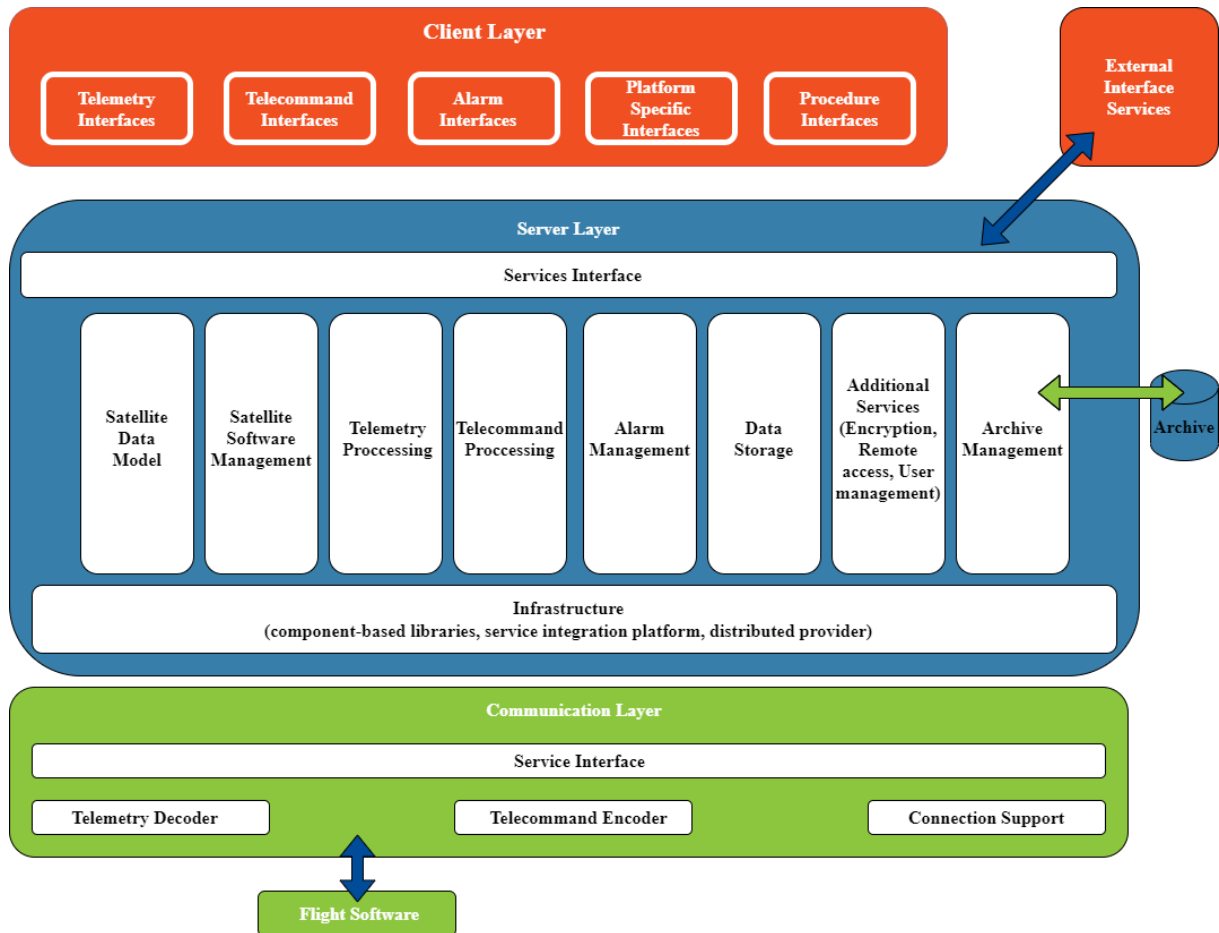 Client Layer
Telemetry
Interfaces
Telecommand
Interfaces
Alarm
Interfaces
Platform
Specific
Interfaces
Procedure
Interfaces
External
Interface
Services
Server Layer
Services Interface
Satellite
Data
Model
Satellite
Software
Management
Telemetry
Proccessing
Telecommand
Proccessing
Alarm
Management
Data
Storage
Additional
Services
(Encryption,
Remote
access, User
management)
Archive
Management
Archive
Infrastructure
(component-based libraries, service integration platform, distributed provider)
Communication Layer
Service Interface
Telemetry Decoder
Telecommand Encoder
Connection Support
Flight Software